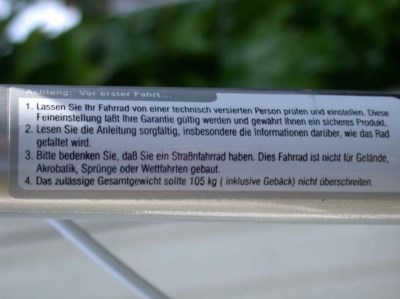 Achtung: Vor erster Fahrt...
1. Lassen Sie Ihr Fahrrad von einer technisch versierten Person prüfen und einstellen. Diese
Feineinstellung läßt Ihre Garantie gültig werden und gewährt Ihnen ein sicheres Produkt.
2. Lesen Sie die Anleitung sorgfältig, insbesondere die Informationen darüber, wie das Rad
gefaltet wird.
3. Bitte bedenken Sie, daß Sie ein Straßnfahrrad haben. Dies Fahrrad ist nicht für Gelände,
Akrobatik, Sprünge oder Wettfahrten gebaut.
4. Das zulässige Gesamtgewicht sollte 105 kg ( inklusive Gebäck) nicht überschreiten.